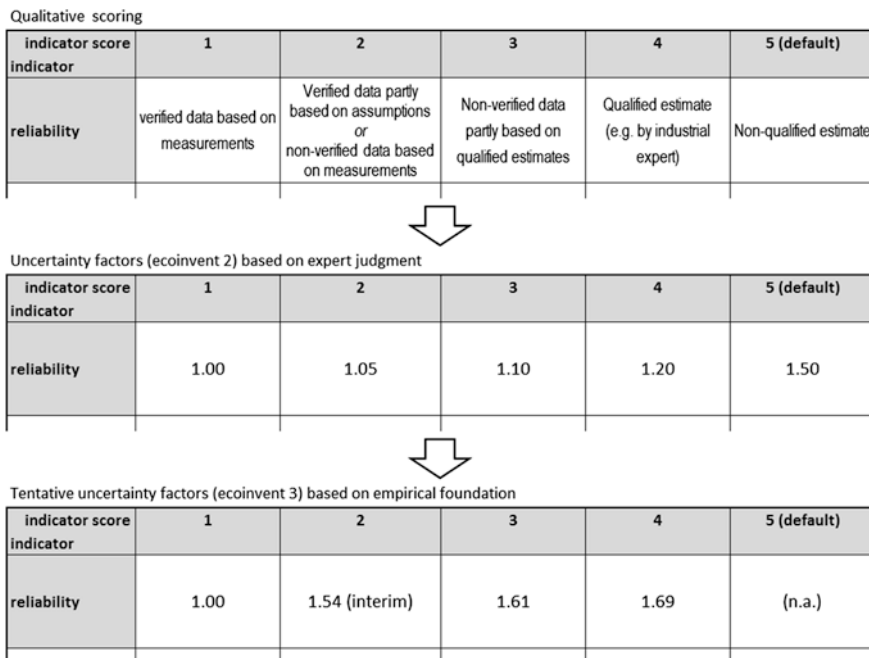 Qualitative scoring
indicator score 1 2 3 4 5 (default)
indicator
reliability
verified data based on
measurements
Verified data partly
based on assumptions
or
non-verified data based
on measurements
Non-verified data
partly based on
qualified estimates
Qualified estimate
(e.g. by industrial
expert)
Non-qualified estimate
Uncertainty factors (ecoinvent 2) based on expert judgment
indicator score 1 2 3 4 5 (default)
indicator
reliability 1.00 1.05 1.10 1.20 1.50
Tentative uncertainty factors (ecoinvent 3) based on empirical foundation
indicator score 1 2 3 4 5 (default)
indicator
reliability 1.00 1.54 (interim) 1.61 1.69 (n.a.)